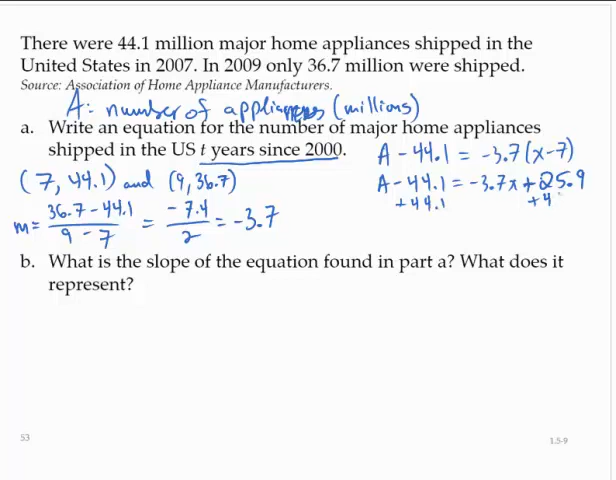 There were 44.1 million major home appliances shipped in the
United States in 2007. In 2009 only 36.7 million were shipped.
Source: Association of Home Appliance Manufacturers.
A: number of appliances (millions)
a. Write an equation for the number of major home appliances
shipped in the US t years since 2000.
A - 44.1 = -3.7(x-7)
(7, 44.1) and (9, 36.7)
A - 44.1 = -3.7x + 25.9
+44.1 +4
m = 36.7 - 44.1 / 9 - 7 = -7.4 / 2 = -3.7
b. What is the slope of the equation found in part a? What does it
represent?
53
1.5-9